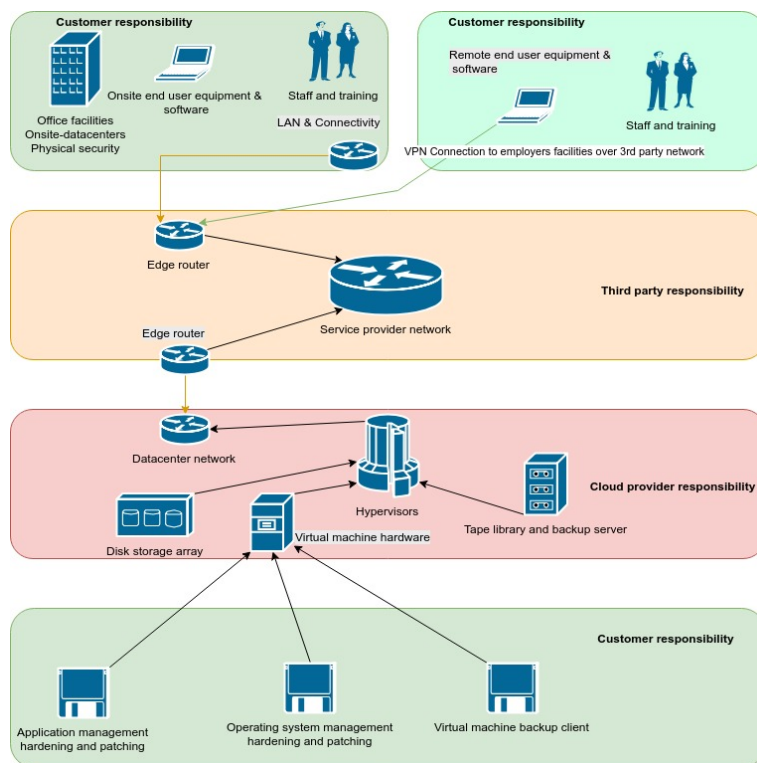 Customer responsibility
Office facilities
Onsite-datacenters
Physical security
Onsite end user equipment &
software
Staff and training
LAN & Connectivity
Customer responsibility
Remote end user equipment &
software
Staff and training
VPN Connection to employers facilities over 3rd party network
Edge router
Service provider network
Third party responsibility
Edge router
Datacenter network
Hypervisors
Cloud provider responsibility
Disk storage array
Virtual machine hardware
Tape library and backup server
Customer responsibility
Application management
hardening and patching
Operating system management
hardening and patching
Virtual machine backup client